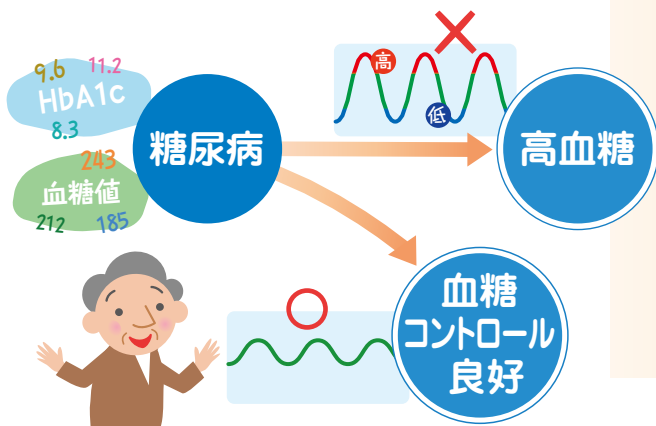 9.6 11.2
HbA1c
8.3
243
血糖値
212 185
糖尿病
高
低
高血糖
血糖
コントロール
良好